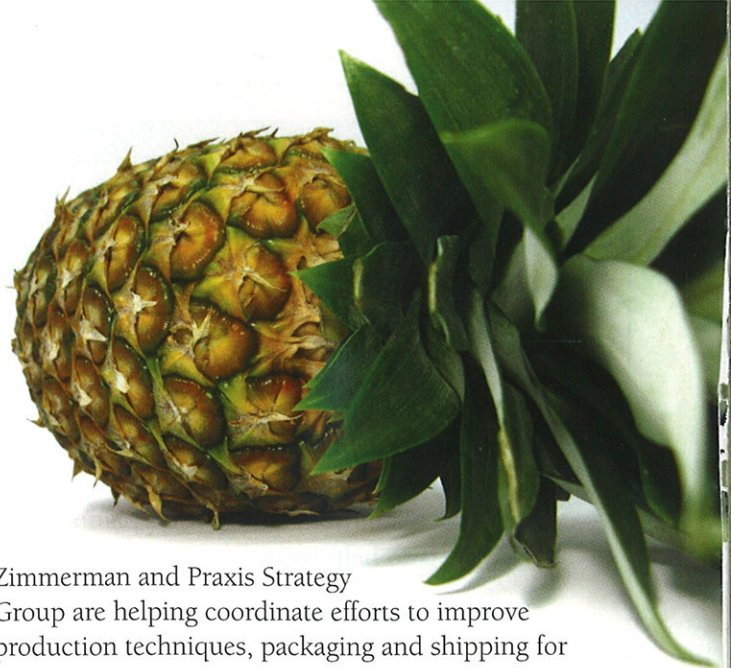 Zimmerman and Praxis Strategy
Group are helping coordinate efforts to improve
production techniques, packaging and shipping for